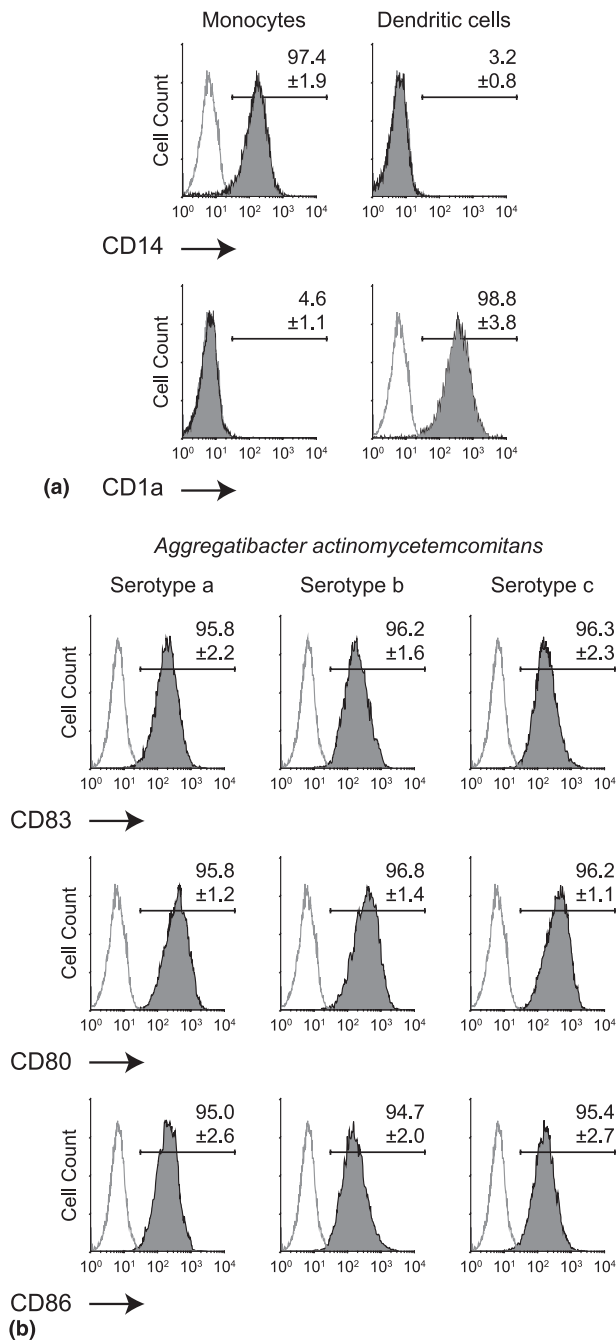 Monocytes Dendritic cells
97.4
±1.9
3.2
±0.8
Cell Count
10⁰ 10¹ 10² 10³ 10⁴ 10⁰ 10¹ 10² 10³ 10⁴
CD14
4.6
±1.1
98.8
±3.8
Cell Count
10⁰ 10¹ 10² 10³ 10⁴ 10⁰ 10¹ 10² 10³ 10⁴
(a) CD1a
Aggregatibacter actinomycetemcomitans
Serotype a Serotype b Serotype c
95.8
±2.2
96.2
±1.6
96.3
±2.3
Cell Count
10⁰ 10¹ 10² 10³ 10⁴ 10⁰ 10¹ 10² 10³ 10⁴ 10⁰ 10¹ 10² 10³ 10⁴
CD83
95.8
±1.2
96.8
±1.4
96.2
±1.1
Cell Count
10⁰ 10¹ 10² 10³ 10⁴ 10⁰ 10¹ 10² 10³ 10⁴ 10⁰ 10¹ 10² 10³ 10⁴
CD80
95.0
±2.6
94.7
±2.0
95.4
±2.7
Cell Count
10⁰ 10¹ 10² 10³ 10⁴ 10⁰ 10¹ 10² 10³ 10⁴ 10⁰ 10¹ 10² 10³ 10⁴
CD86
(b)